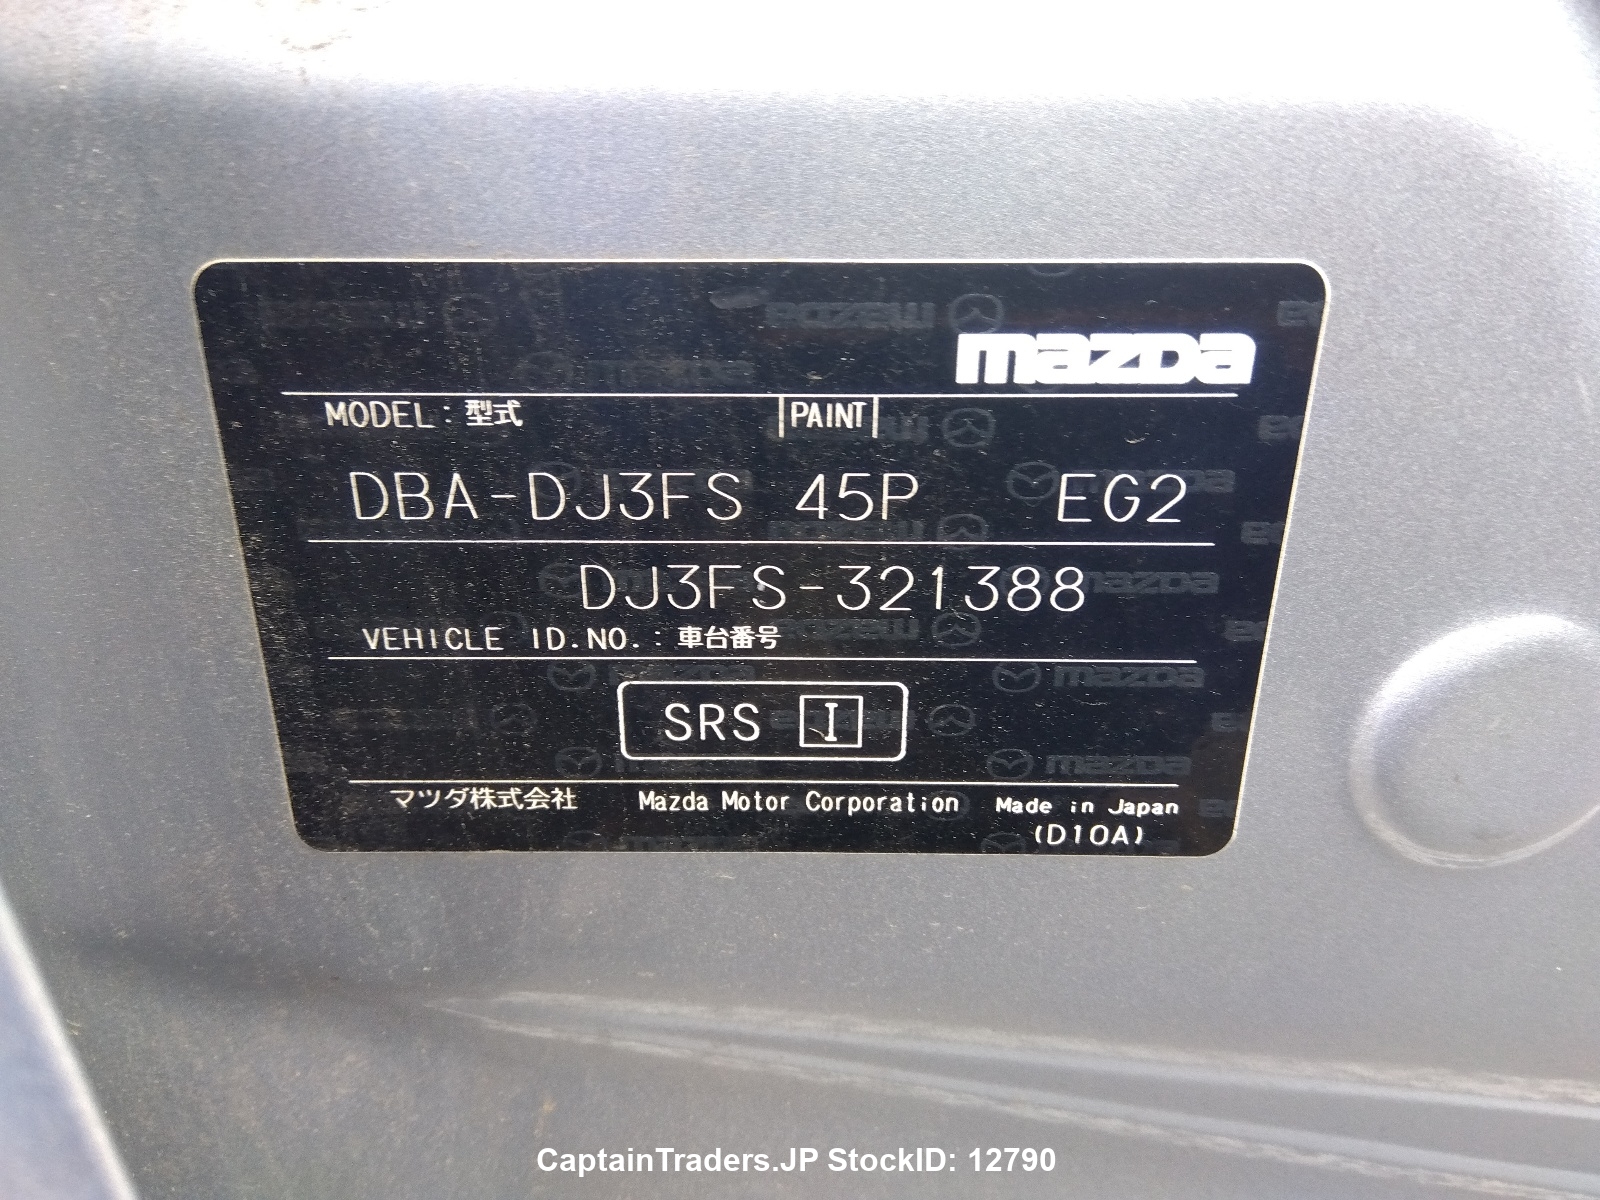 mazda
MODEL : 型式 PAINT
DBA-DJ3FS 45P EG2
DJ3FS-321388
VEHICLE ID.NO. : 車台番号
SRS I
マツダ株式会社 Mazda Motor Corporation Made in Japan
(D10A)
CaptainTraders.JP StockID: 12790